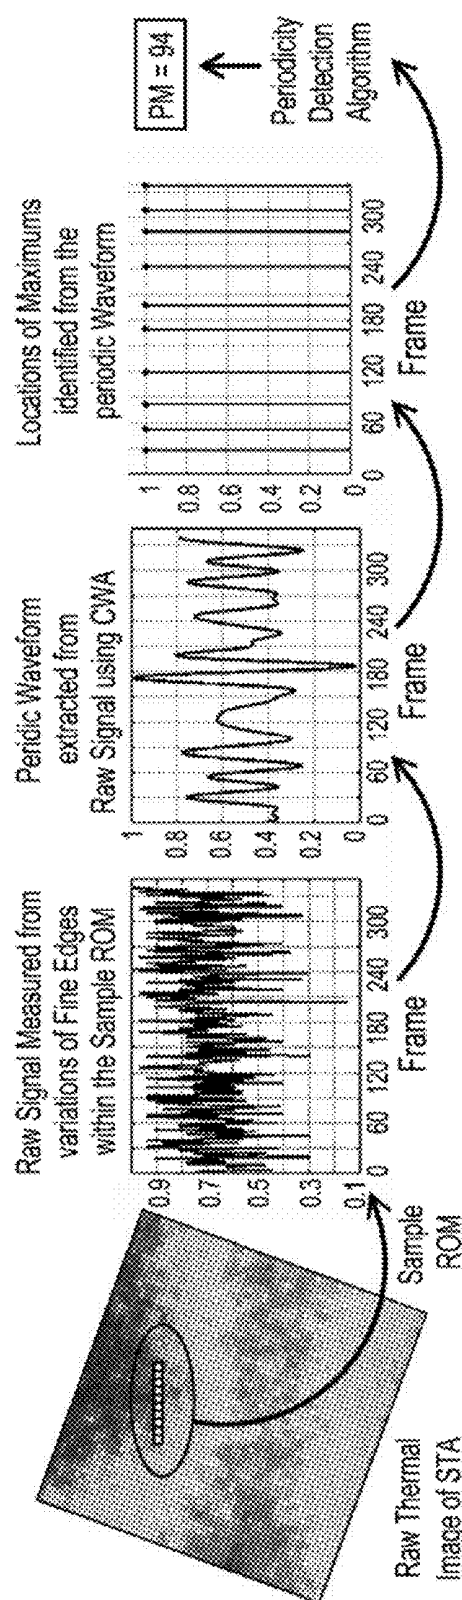 Raw Thermal
Image of STA
Sample
ROM
Raw Signal Measured from
variations of Fine Edges
within the Sample ROM
0.9
0.7
0.5
0.3
0.1
0 60 120 180 240 300
Frame
Peridic Waveform
extracted from
Raw Signal using CWA
1
0.8
0.6
0.4
0.2
0
0 60 120 180 240 300
Frame
Locations of Maximums
identified from the
periodic Waveform
1
0.8
0.6
0.4
0.2
0
0 60 120 180 240 300
Frame
PM = 94
Periodicity
Detection
Algorithm